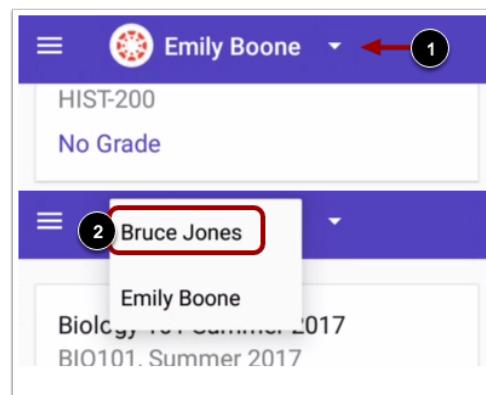 Emily Boone
1
HIST-200
No Grade
2
Bruce Jones
Emily Boone
Biology 101 Summer 2017
BIO101, Summer 2017